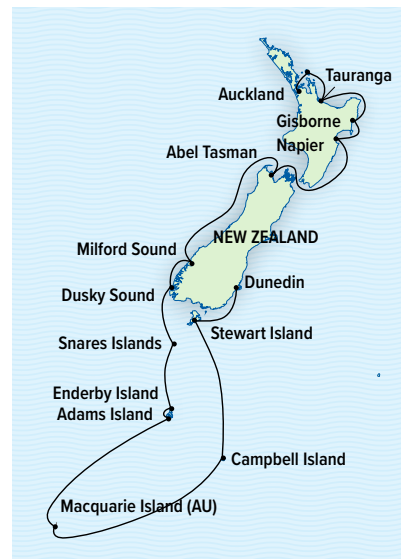 Tauranga
Auckland
Gisborne
Napier
Abel Tasman
NEW ZEALAND
Milford Sound
Dunedin
Dusky Sound
Stewart Island
Snares Islands
Enderby Island
Adams Island
Campbell Island
Macquarie Island (AU)